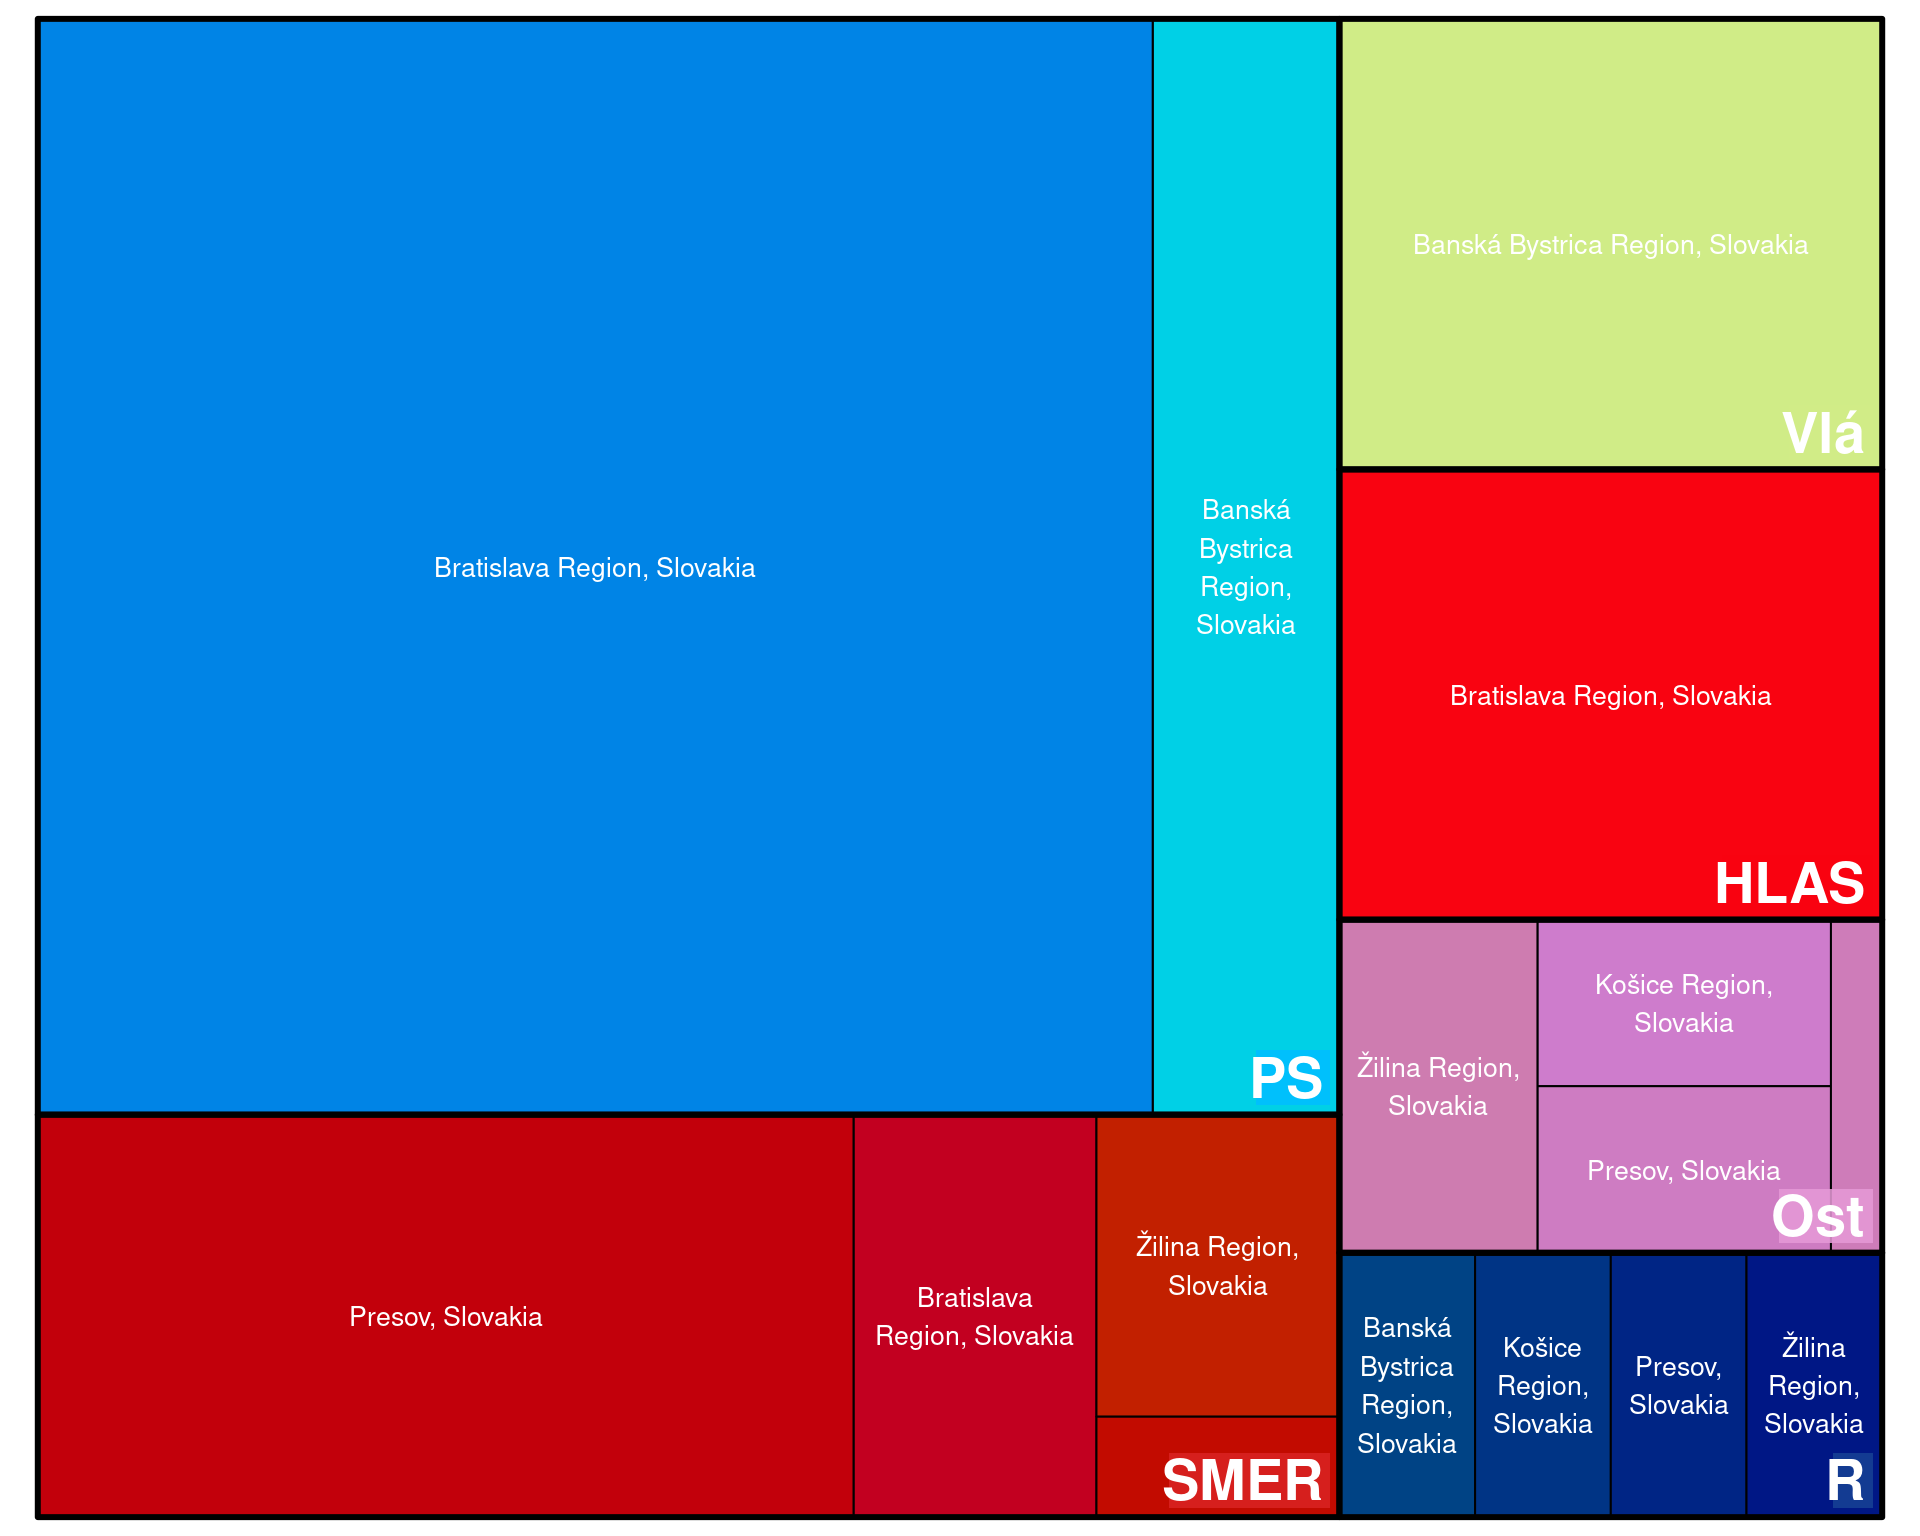 Bratislava Region, Slovakia
Banská
Bystrica
Region,
Slovakia
PS
Banská Bystrica Region, Slovakia
Vlá
Bratislava Region, Slovakia
HLAS
Presov, Slovakia
Bratislava
Region, Slovakia
Žilina Region,
Slovakia
SMER
Žilina Region,
Slovakia
Košice Region,
Slovakia
Presov, Slovakia
Ost
Banská
Bystrica
Region,
Slovakia
Košice
Region,
Slovakia
Presov,
Slovakia
Žilina
Region,
Slovakia
R